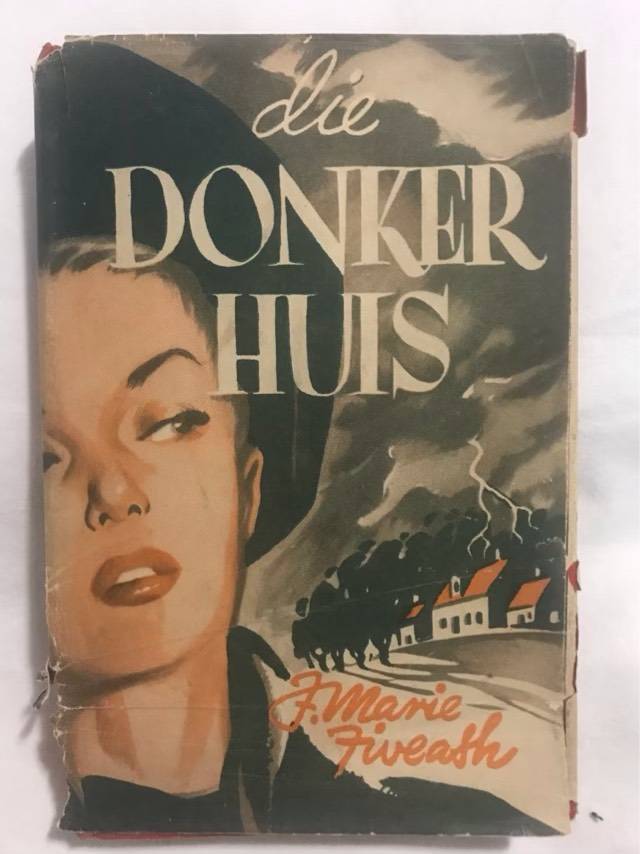 die
DONKER
HUIS
J. Marie
Fiveash